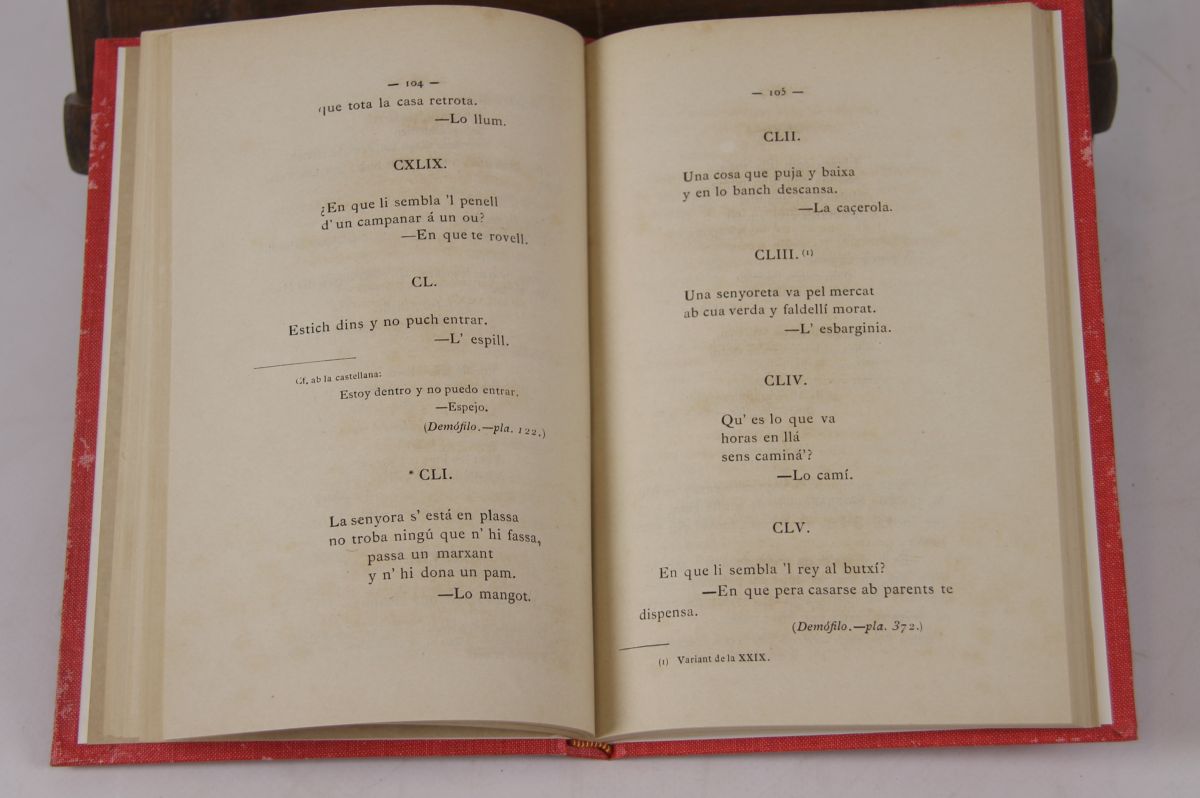 — 104 —
que tota la casa retrota.
—Lo llum.
CXLIX.
¿En que li sembla 'l penell
d' un campanar á un ou?
—En que te rovell.
CL.
Estich dins y no puch entrar.
—L' espill.
Cf. ab la castellana:
Estoy dentro y no puedo entrar.
—Espejo.
(Demófilo.—pla. 122.)
* CLI.
La senyora s' está en plassa
no troba ningú que n' hi fassa,
passa un marxant
y n' hi dona un pam.
—Lo mangot.
— 105 —
CLII.
Una cosa que puja y baixa
y en lo banch descansa.
—La caçerola.
CLIII. (1)
Una senyoreta va pel mercat
ab cua verda y faldellí morat.
—L' esbarginia.
CLIV.
Qu' es lo que va
horas en llá
sens caminá'?
—Lo camí.
CLV.
En que li sembla 'l rey al butxí?
—En que pera casarse ab parents te
dispensa.
(Demófilo.—pla. 372.)
(1) Variant de la XXIX.